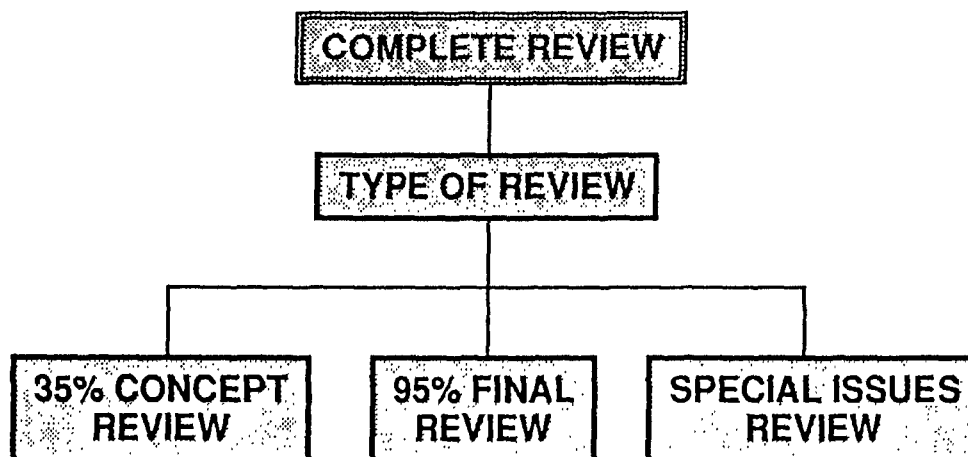 COMPLETE REVIEW
TYPE OF REVIEW
35% CONCEPT
REVIEW
95% FINAL
REVIEW
SPECIAL ISSUES
REVIEW